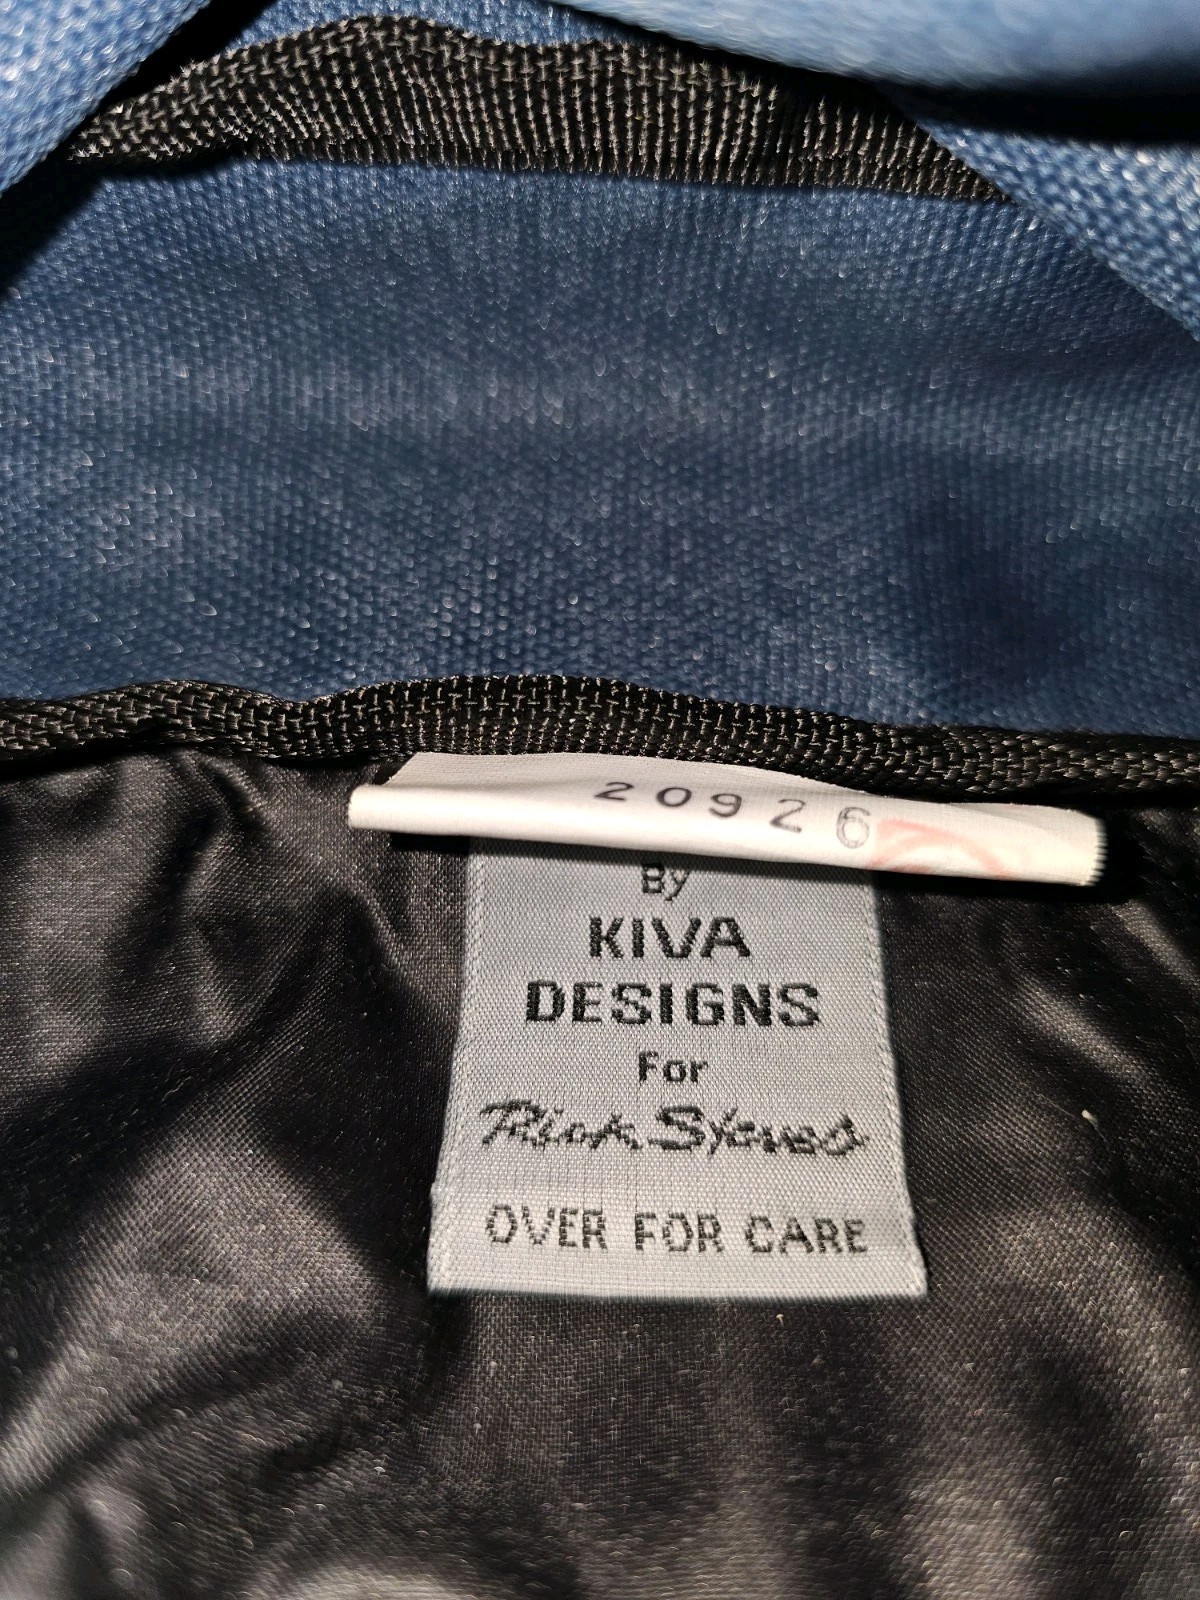 20926
By
KIVA
DESIGNS
For
Rick Steves
OVER FOR CARE